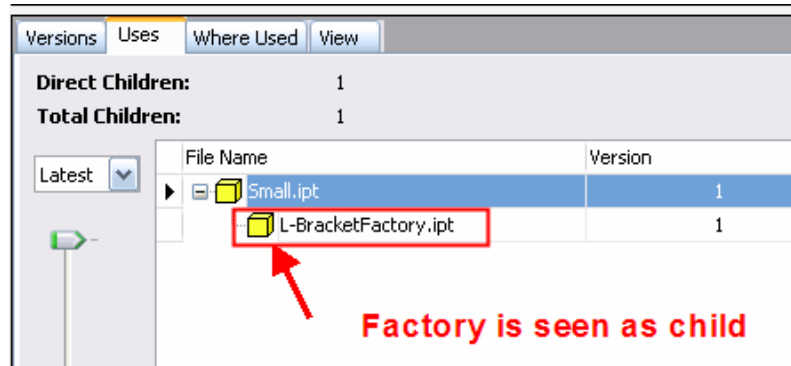 Versions Uses Where Used View
Direct Children: 1
Total Children: 1
Latest File Name Version
Small.ipt 1
L-BracketFactory.ipt 1
Factory is seen as child